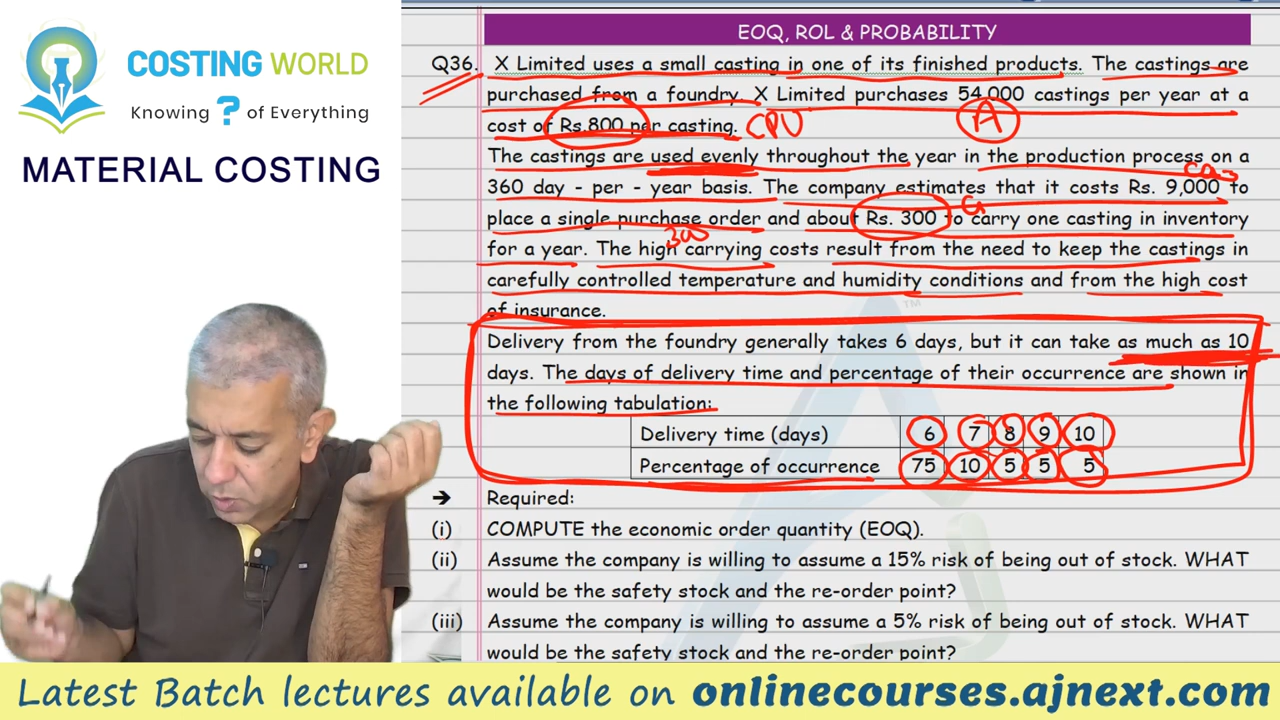 EOQ, ROL & PROBABILITY
COSTING WORLD
Knowing ? of Everything
MATERIAL COSTING
Q36. X Limited uses a small casting in one of its finished products. The castings are
purchased from a foundry. X Limited purchases 54,000 castings per year at a
cost of Rs.800 per casting. CPU A
The castings are used evenly throughout the year in the production process on a
360 day - per - year basis. The company estimates that it costs Rs. 9,000 to
place a single purchase order and about Rs. 300 to carry one casting in inventory
300
for a year. The high carrying costs result from the need to keep the castings in
carefully controlled temperature and humidity conditions and from the high cost
of insurance.
Delivery from the foundry generally takes 6 days, but it can take as much as 10
days. The days of delivery time and percentage of their occurrence are shown in
the following tabulation:
Delivery time (days) 6 7 8 9 10
Percentage of occurrence 75 10 5 5 5
➔ Required:
(i) COMPUTE the economic order quantity (EOQ).
(ii) Assume the company is willing to assume a 15% risk of being out of stock. WHAT
would be the safety stock and the re-order point?
(iii) Assume the company is willing to assume a 5% risk of being out of stock. WHAT
would be the safety stock and the re-order point?
Latest Batch lectures available on onlinecourses.ajnext.com